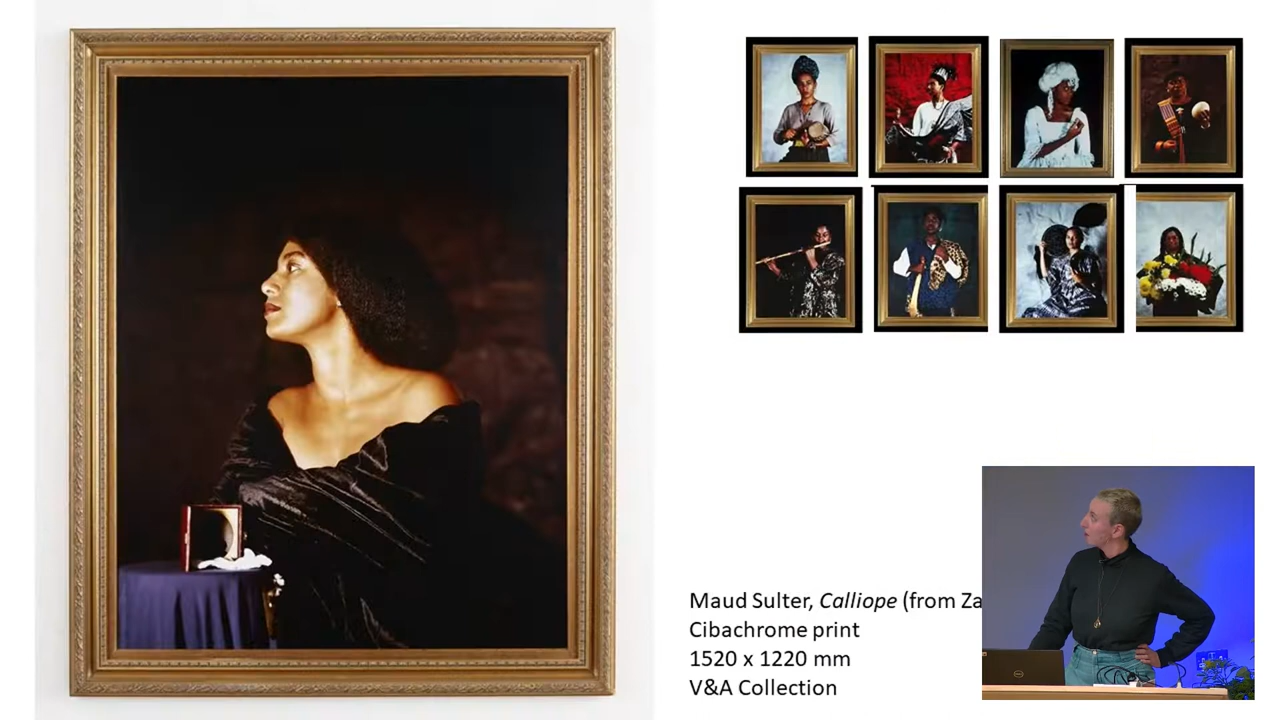 Maud Sulter, Calliope (from Za
Cibachrome print
1520 x 1220 mm
V&A Collection